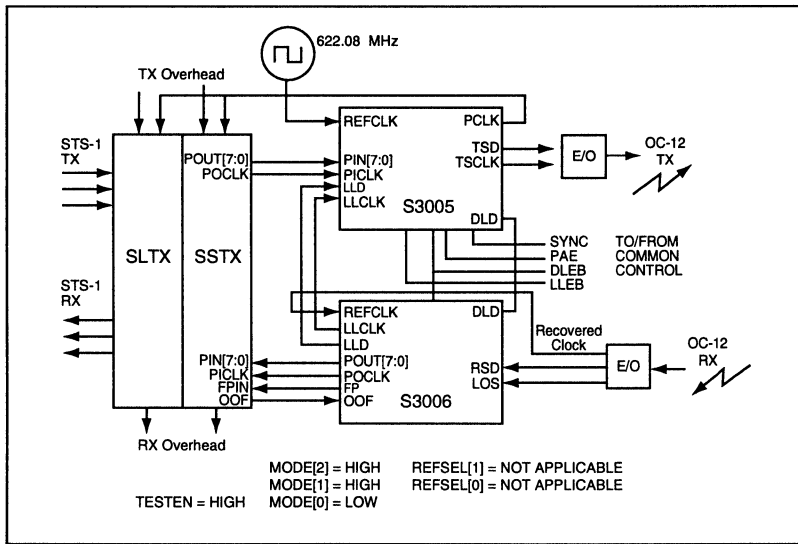 622.08 MHz
TX Overhead
REFCLK
PCLK
STS-1
TX
POUT[7:0]
POCLK
PIN[7:0]
PICLK
LLD
LLCLK
TSD
TSCLK
E/O
OC-12
TX
S3005
DLD
SLTX
SSTX
SYNC
PAE
DLEB
LLEB
TO/FROM
COMMON
CONTROL
STS-1
RX
REFCLK
LLCLK
LLD
DLD
Recovered
Clock
OC-12
RX
PIN[7:0]
PICLK
FPIN
OOF
POUT[7:0]
POCLK
FP
OOF
RSD
LOS
E/O
S3006
RX Overhead
MODE[2] = HIGH REFSEL[1] = NOT APPLICABLE
MODE[1] = HIGH REFSEL[0] = NOT APPLICABLE
TESTEN = HIGH MODE[0] = LOW